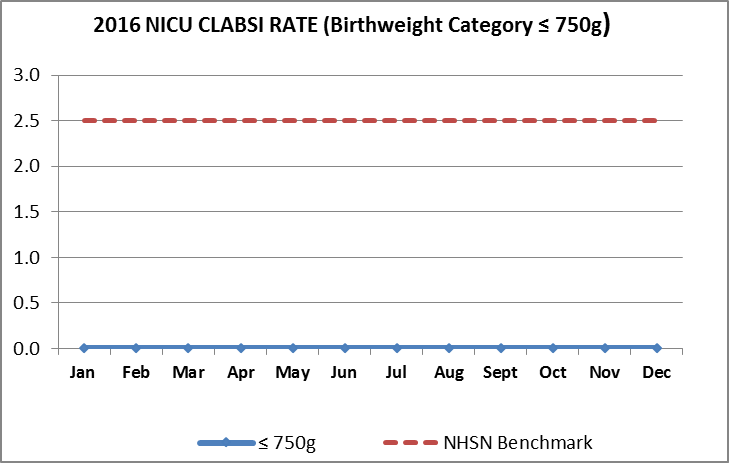 2016 NICU CLABSI RATE (Birthweight Category ≤ 750g)
3.0
2.5
2.0
1.5
1.0
0.5
0.0
Jan Feb Mar Apr May Jun Jul Aug Sept Oct Nov Dec
≤ 750g NHSN Benchmark